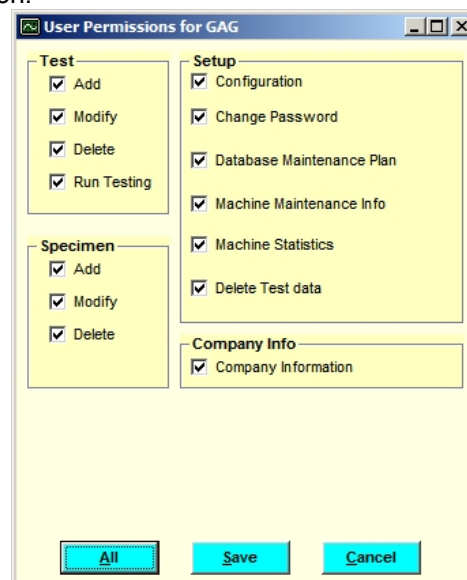 on.
User Permissions for GAG
Test
Add
Modify
Delete
Run Testing
Specimen
Add
Modify
Delete
Setup
Configuration
Change Password
Database Maintenance Plan
Machine Maintenance Info
Machine Statistics
Delete Test data
Company Info
Company Information
All
Save
Cancel